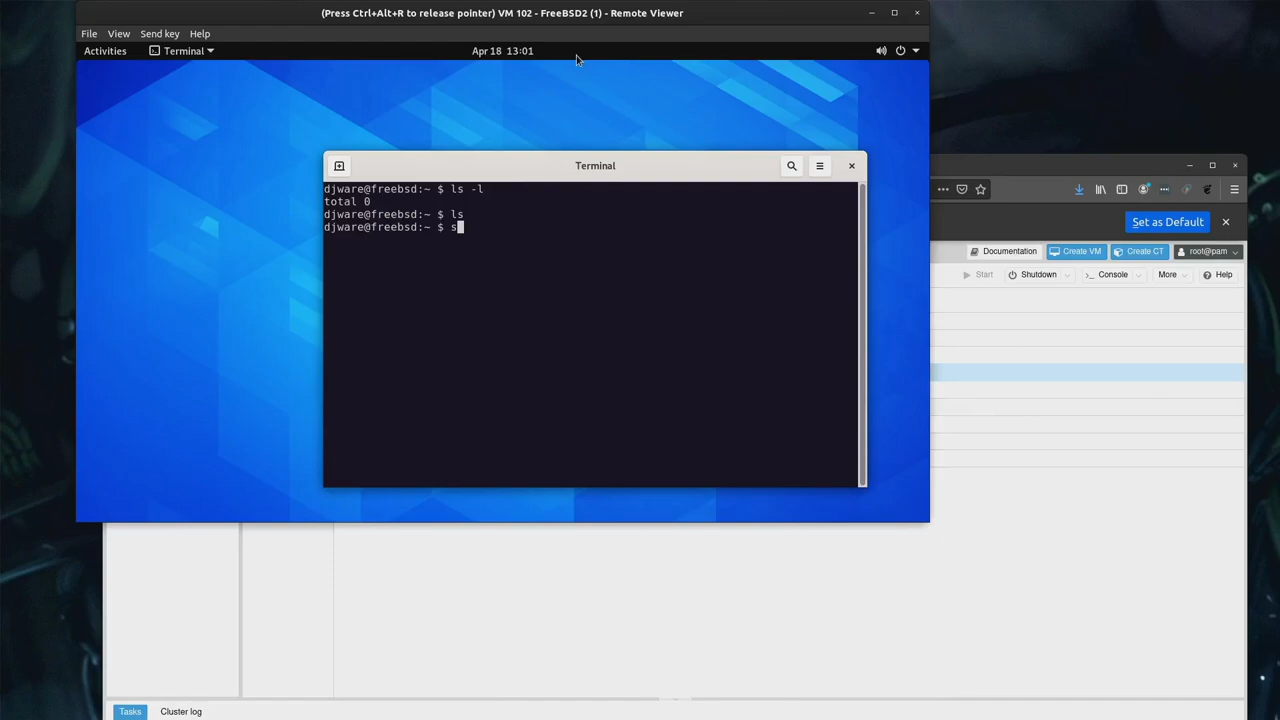 (Press Ctrl+Alt+R to release pointer) VM 102 - FreeBSD2 (1) - Remote Viewer
File View Send key Help
Activities Terminal Apr 18 13:01
Terminal
djware@freebsd:~ $ ls -l
total 0
djware@freebsd:~ $ ls
djware@freebsd:~ $ s
Set as Default
Documentation Create VM Create CT root@pam
Start Shutdown Console More Help
Tasks Cluster log